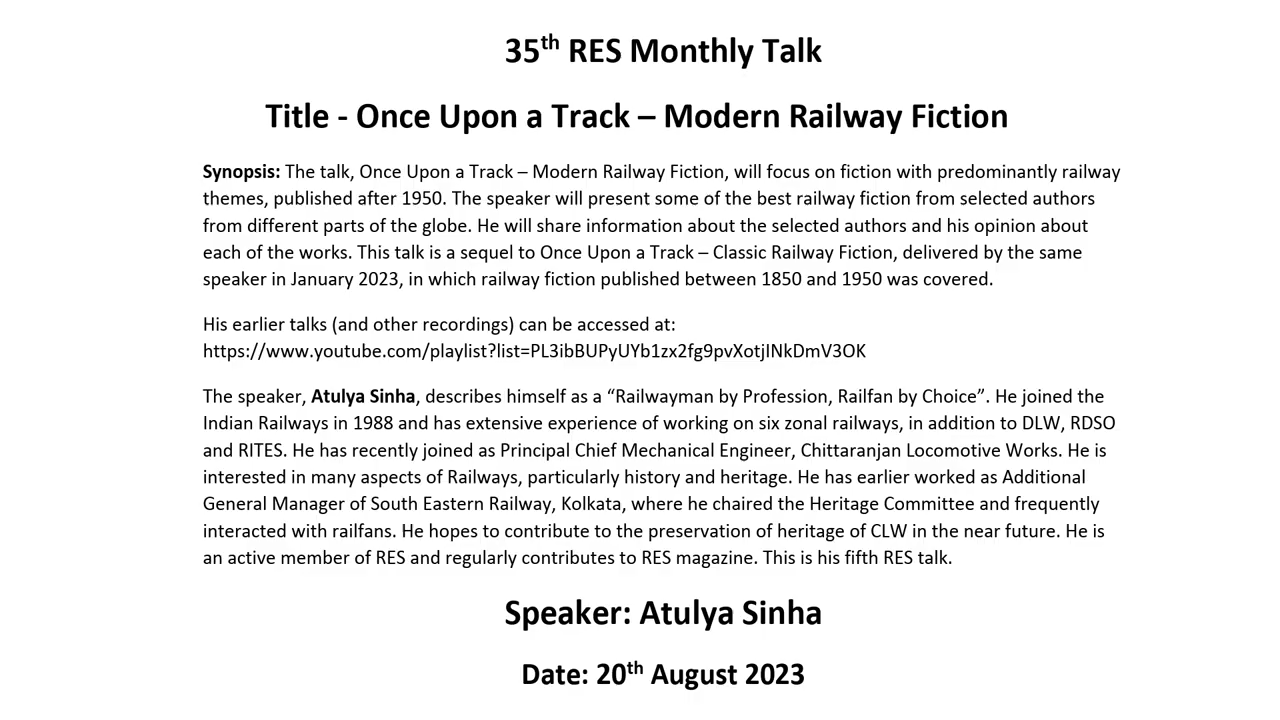 35th RES Monthly Talk
Title - Once Upon a Track – Modern Railway Fiction
Synopsis: The talk, Once Upon a Track – Modern Railway Fiction, will focus on fiction with predominantly railway
themes, published after 1950. The speaker will present some of the best railway fiction from selected authors
from different parts of the globe. He will share information about the selected authors and his opinion about
each of the works. This talk is a sequel to Once Upon a Track – Classic Railway Fiction, delivered by the same
speaker in January 2023, in which railway fiction published between 1850 and 1950 was covered.
His earlier talks (and other recordings) can be accessed at:
https://www.youtube.com/playlist?list=PL3ibBUPyUYb1zx2fg9pvXotjINkDmV3OK
The speaker, Atulya Sinha, describes himself as a “Railwayman by Profession, Railfan by Choice”. He joined the
Indian Railways in 1988 and has extensive experience of working on six zonal railways, in addition to DLW, RDSO
and RITES. He has recently joined as Principal Chief Mechanical Engineer, Chittaranjan Locomotive Works. He is
interested in many aspects of Railways, particularly history and heritage. He has earlier worked as Additional
General Manager of South Eastern Railway, Kolkata, where he chaired the Heritage Committee and frequently
interacted with railfans. He hopes to contribute to the preservation of heritage of CLW in the near future. He is
an active member of RES and regularly contributes to RES magazine. This is his fifth RES talk.
Speaker: Atulya Sinha
Date: 20th August 2023